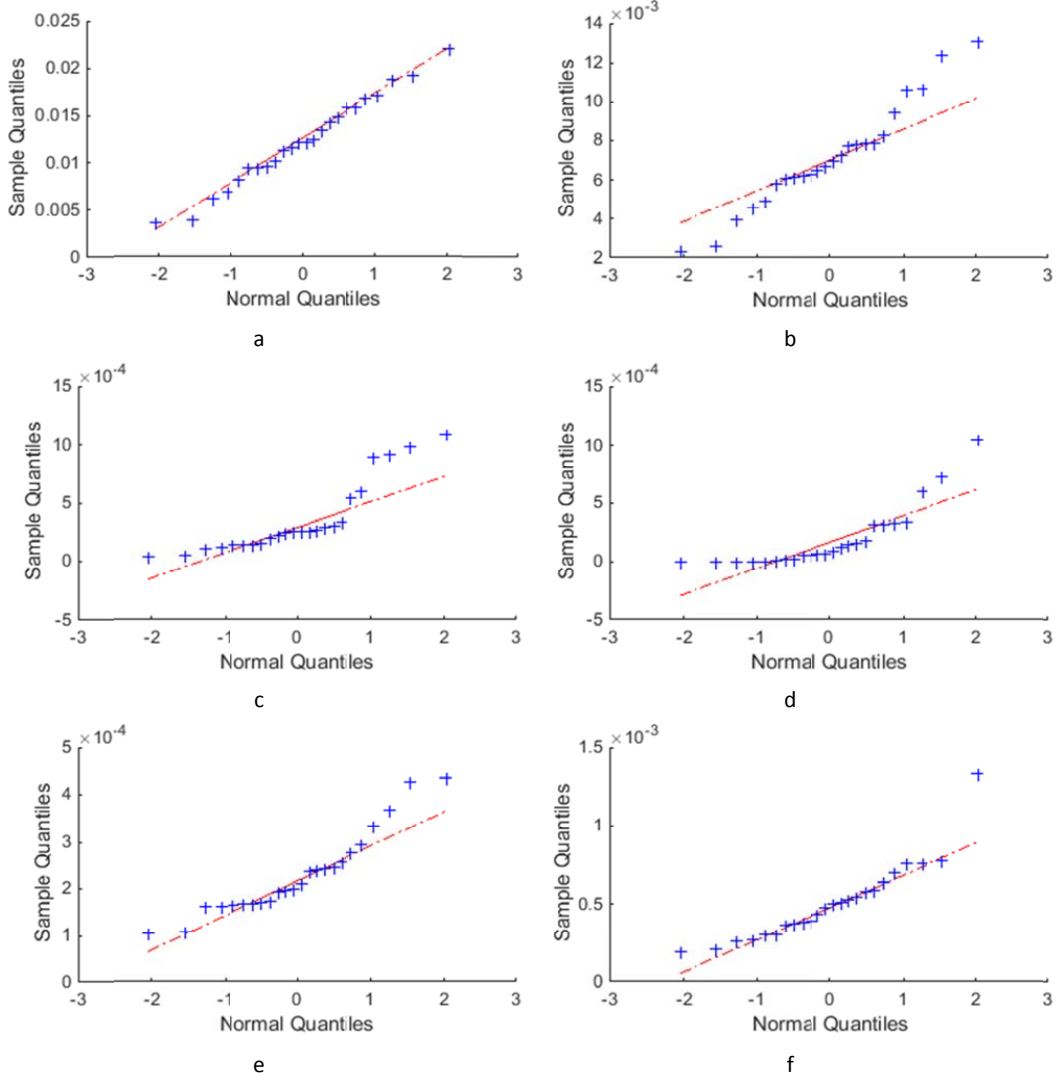 0.025
0.02
0.015
0.01
0.005
0
Sample Quantiles
-3 -2 -1 0 1 2 3
Normal Quantiles
a
×10-3
14
12
10
8
6
4
2
Sample Quantiles
-3 -2 -1 0 1 2 3
Normal Quantiles
b
×10-4
15
10
5
0
-5
Sample Quantiles
-3 -2 -1 0 1 2 3
Normal Quantiles
c
×10-4
15
10
5
0
-5
Sample Quantiles
-3 -2 -1 0 1 2 3
Normal Quantiles
d
×10-4
5
4
3
2
1
0
Sample Quantiles
-3 -2 -1 0 1 2 3
Normal Quantiles
e
×10-3
1.5
1
0.5
0
Sample Quantiles
-3 -2 -1 0 1 2 3
Normal Quantiles
f